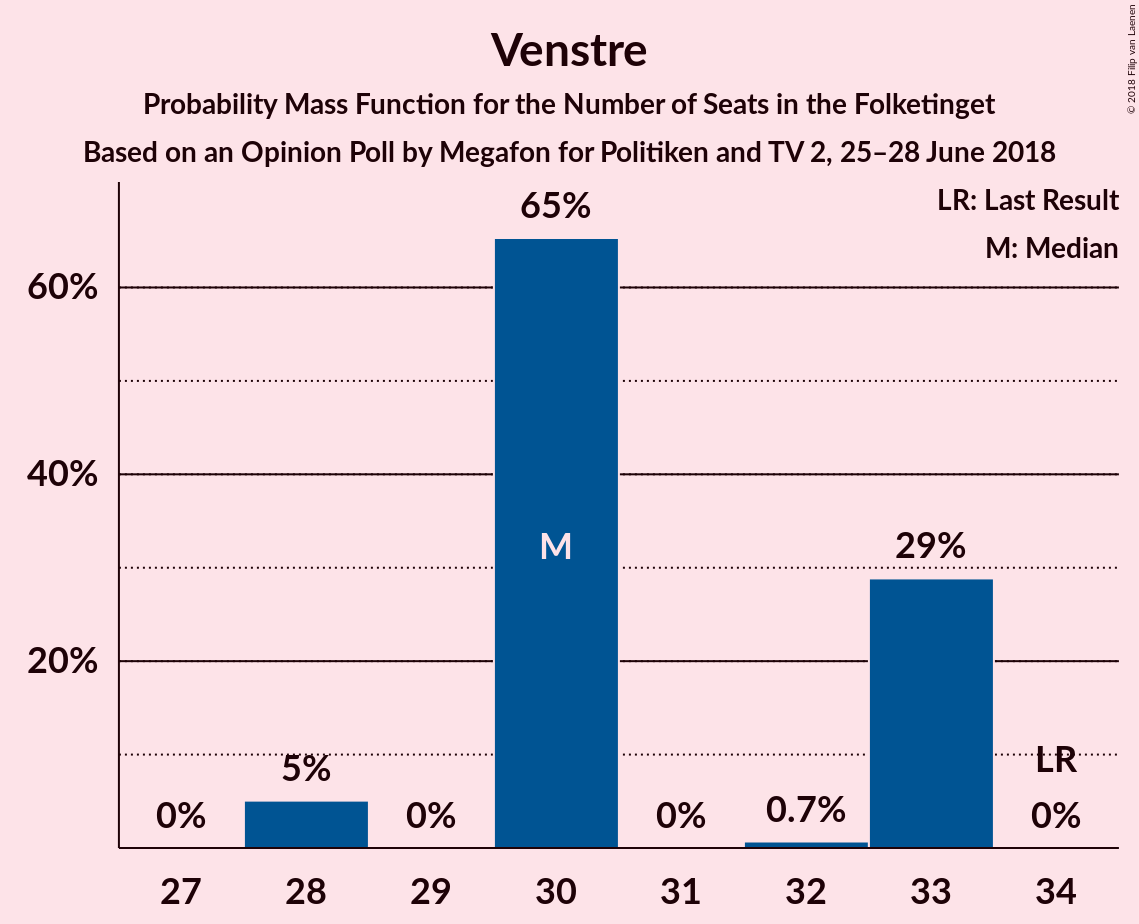 Venstre
Probability Mass Function for the Number of Seats in the Folketinget
Based on an Opinion Poll by Megafon for Politiken and TV 2, 25–28 June 2018
© 2018 Filip van Laenen
LR: Last Result
M: Median
60%
40%
20%
0%
5%
0%
65%
M
0%
0.7%
29%
LR
0%
27 28 29 30 31 32 33 34